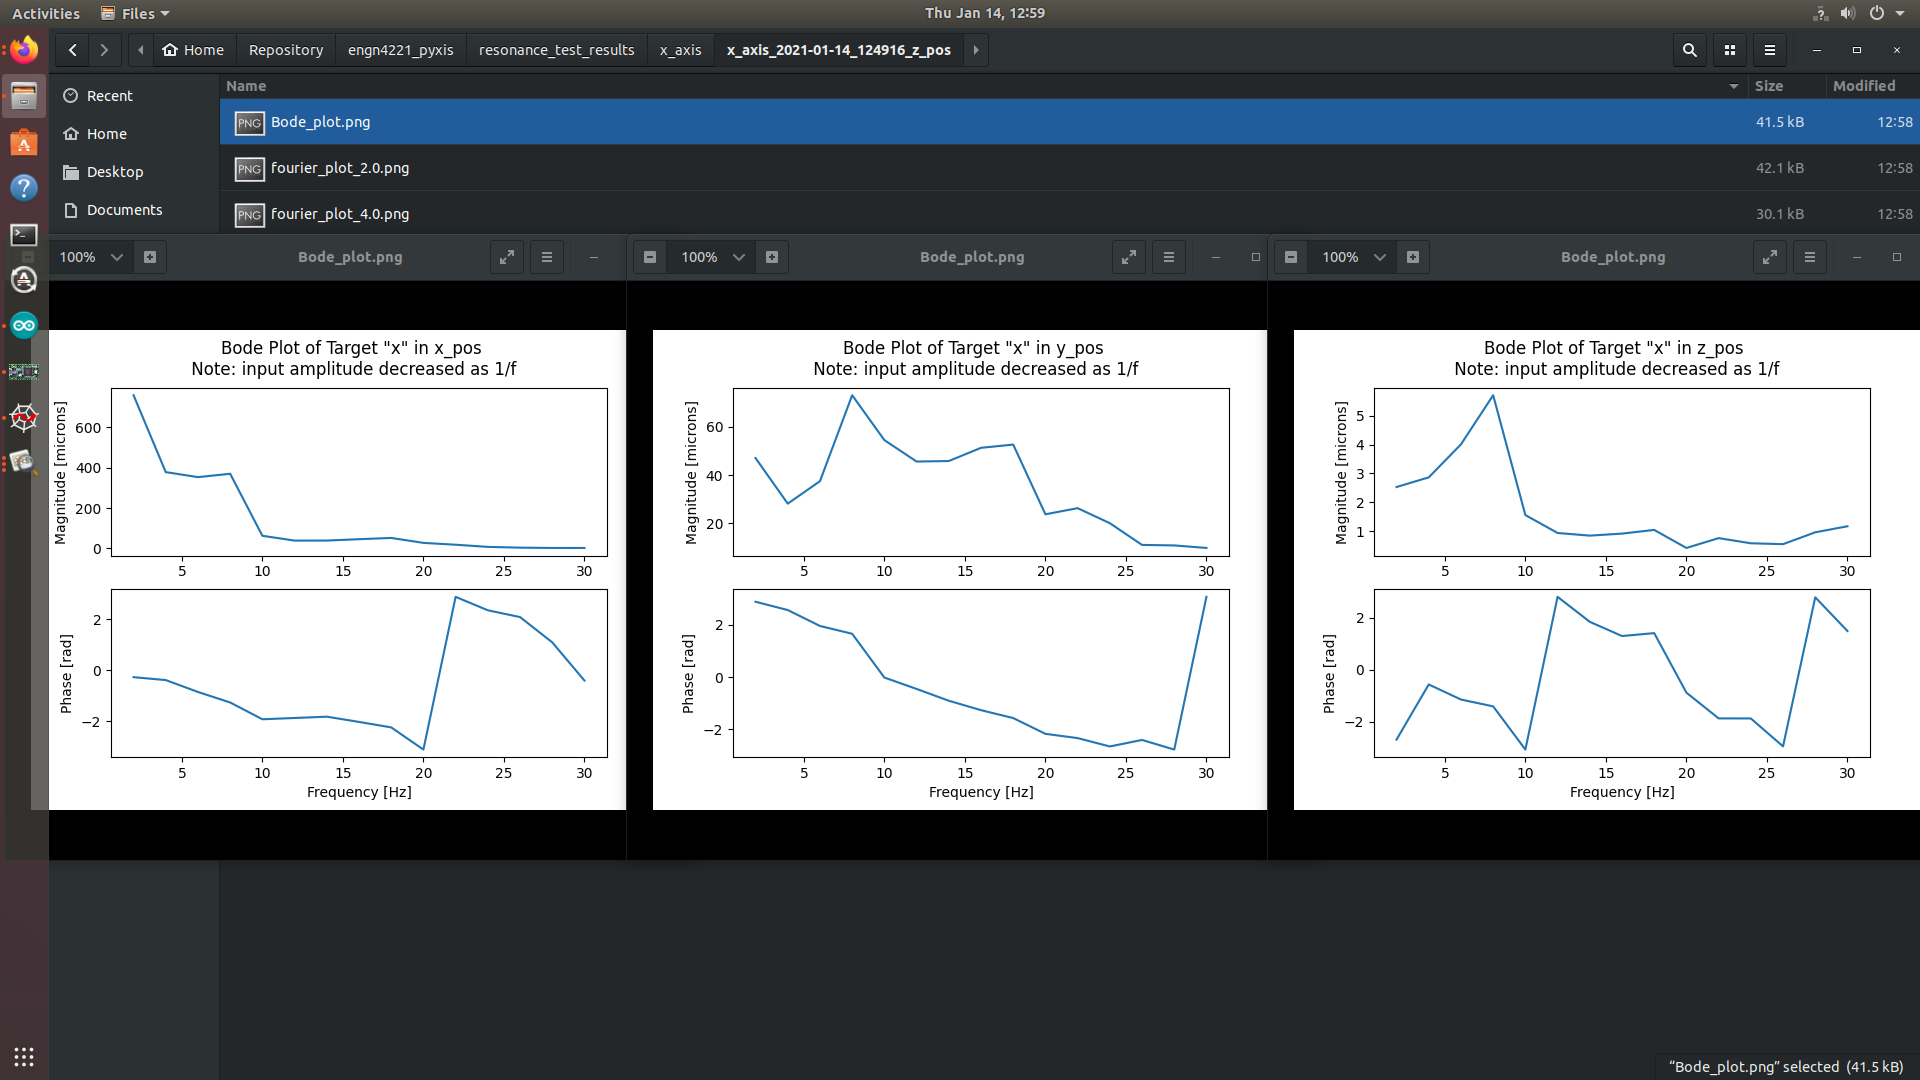 Activities Files Thu Jan 14, 12:59
Home Repository engn4221_pyxis resonance_test_results x_axis x_axis_2021-01-14_124916_z_pos
Name Size Modified
Recent
Home
Desktop
Documents
PNG Bode_plot.png 41.5 kB 12:58
PNG fourier_plot_2.0.png 42.1 kB 12:58
PNG fourier_plot_4.0.png 30.1 kB 12:58
100% Bode_plot.png
Bode Plot of Target "x" in x_pos
Note: input amplitude decreased as 1/f
Magnitude [microns]
600
400
200
0
5 10 15 20 25 30
Phase [rad]
2
0
−2
5 10 15 20 25 30
Frequency [Hz]
100% Bode_plot.png
Bode Plot of Target "x" in y_pos
Note: input amplitude decreased as 1/f
Magnitude [microns]
60
40
20
5 10 15 20 25 30
Phase [rad]
2
0
−2
5 10 15 20 25 30
Frequency [Hz]
100% Bode_plot.png
Bode Plot of Target "x" in z_pos
Note: input amplitude decreased as 1/f
Magnitude [microns]
5
4
3
2
1
5 10 15 20 25 30
Phase [rad]
2
0
−2
5 10 15 20 25 30
Frequency [Hz]
“Bode_plot.png” selected (41.5 kB)